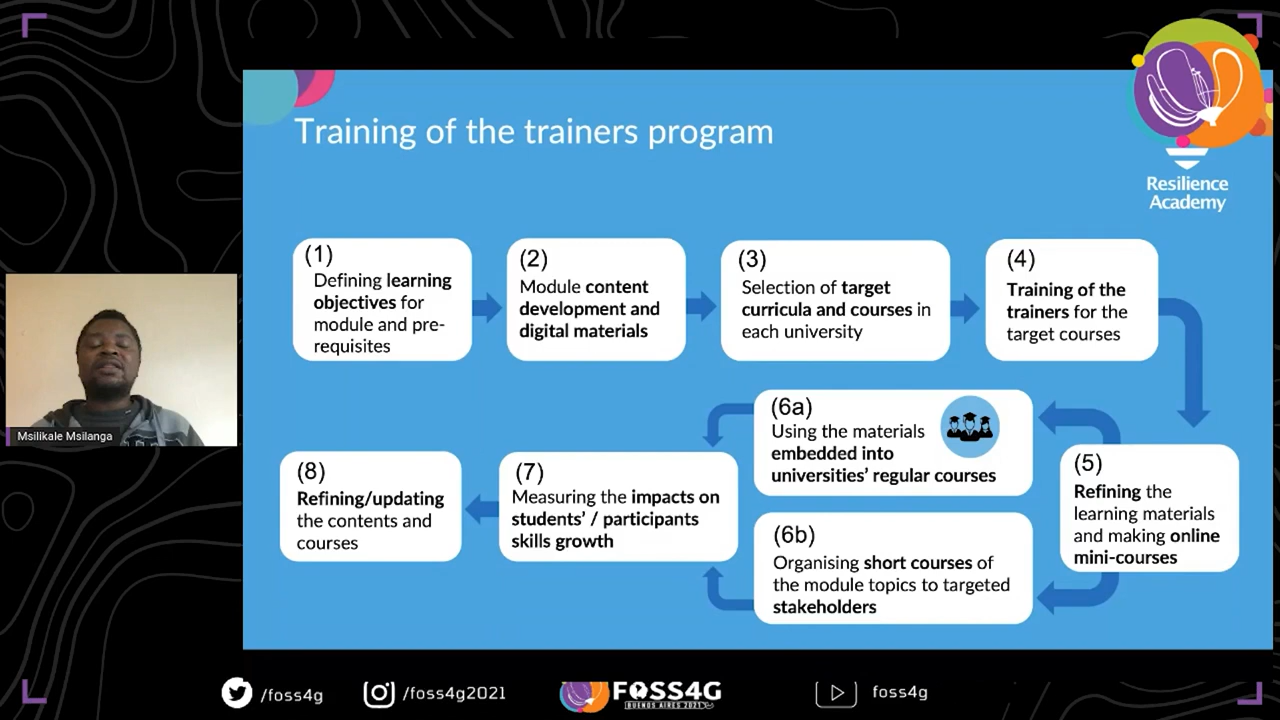 Training of the trainers program
Resilience
Academy
(1)
Defining learning
objectives for
module and pre-
requisites
(2)
Module content
development and
digital materials
(3)
Selection of target
curricula and courses in
each university
(4)
Training of the
trainers for the
target courses
(5)
Refining the
learning materials
and making online
mini-courses
(6a)
Using the materials
embedded into
universities’ regular courses
(6b)
Organising short courses of
the module topics to targeted
stakeholders
(7)
Measuring the impacts on
students’ / participants
skills growth
(8)
Refining/updating
the contents and
courses
Msilikale Msilanga
/foss4g
/foss4g2021
FOSS4G
BUENOS AIRES 2021
foss4g